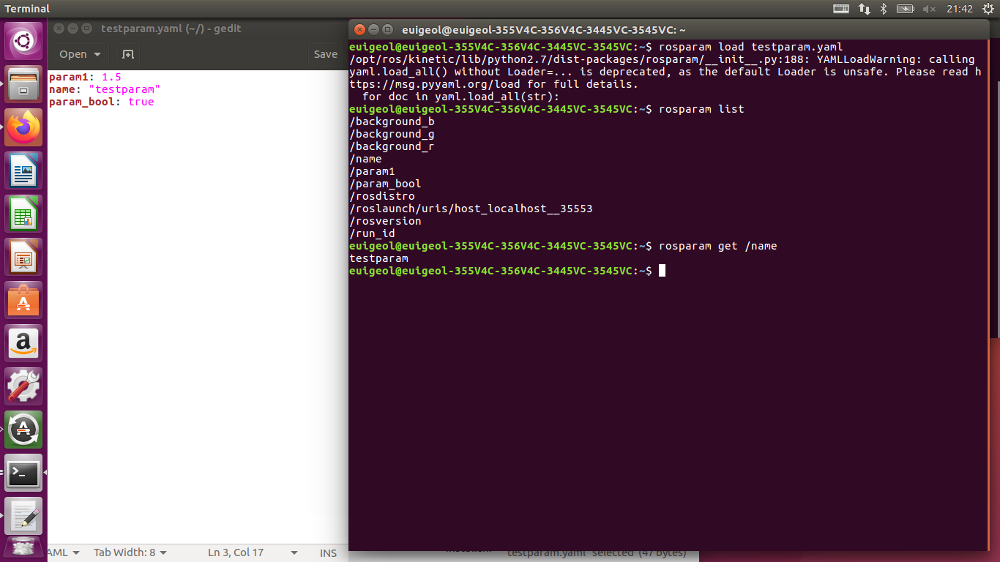 Terminal
21:42
testparam.yaml (~/) - gedit
Open
Save
param1: 1.5
name: "testparam"
param_bool: true
AML
Tab Width: 8
Ln 3, Col 17
INS
euigeol@euigeol-355V4C-356V4C-3445VC-3545VC: ~
euigeol@euigeol-355V4C-356V4C-3445VC-3545VC:~$ rosparam load testparam.yaml
/opt/ros/kinetic/lib/python2.7/dist-packages/rosparam/__init__.py:188: YAMLLoadWarning: calling
yaml.load_all() without Loader=... is deprecated, as the default Loader is unsafe. Please read h
ttps://msg.pyyaml.org/load for full details.
  for doc in yaml.load_all(str):
euigeol@euigeol-355V4C-356V4C-3445VC-3545VC:~$ rosparam list
/background_b
/background_g
/background_r
/name
/param1
/param_bool
/rosdistro
/roslaunch/uris/host_localhost__35553
/rosversion
/run_id
euigeol@euigeol-355V4C-356V4C-3445VC-3545VC:~$ rosparam get /name
testparam
euigeol@euigeol-355V4C-356V4C-3445VC-3545VC:~$
testparam.yaml" selected (47 bytes)